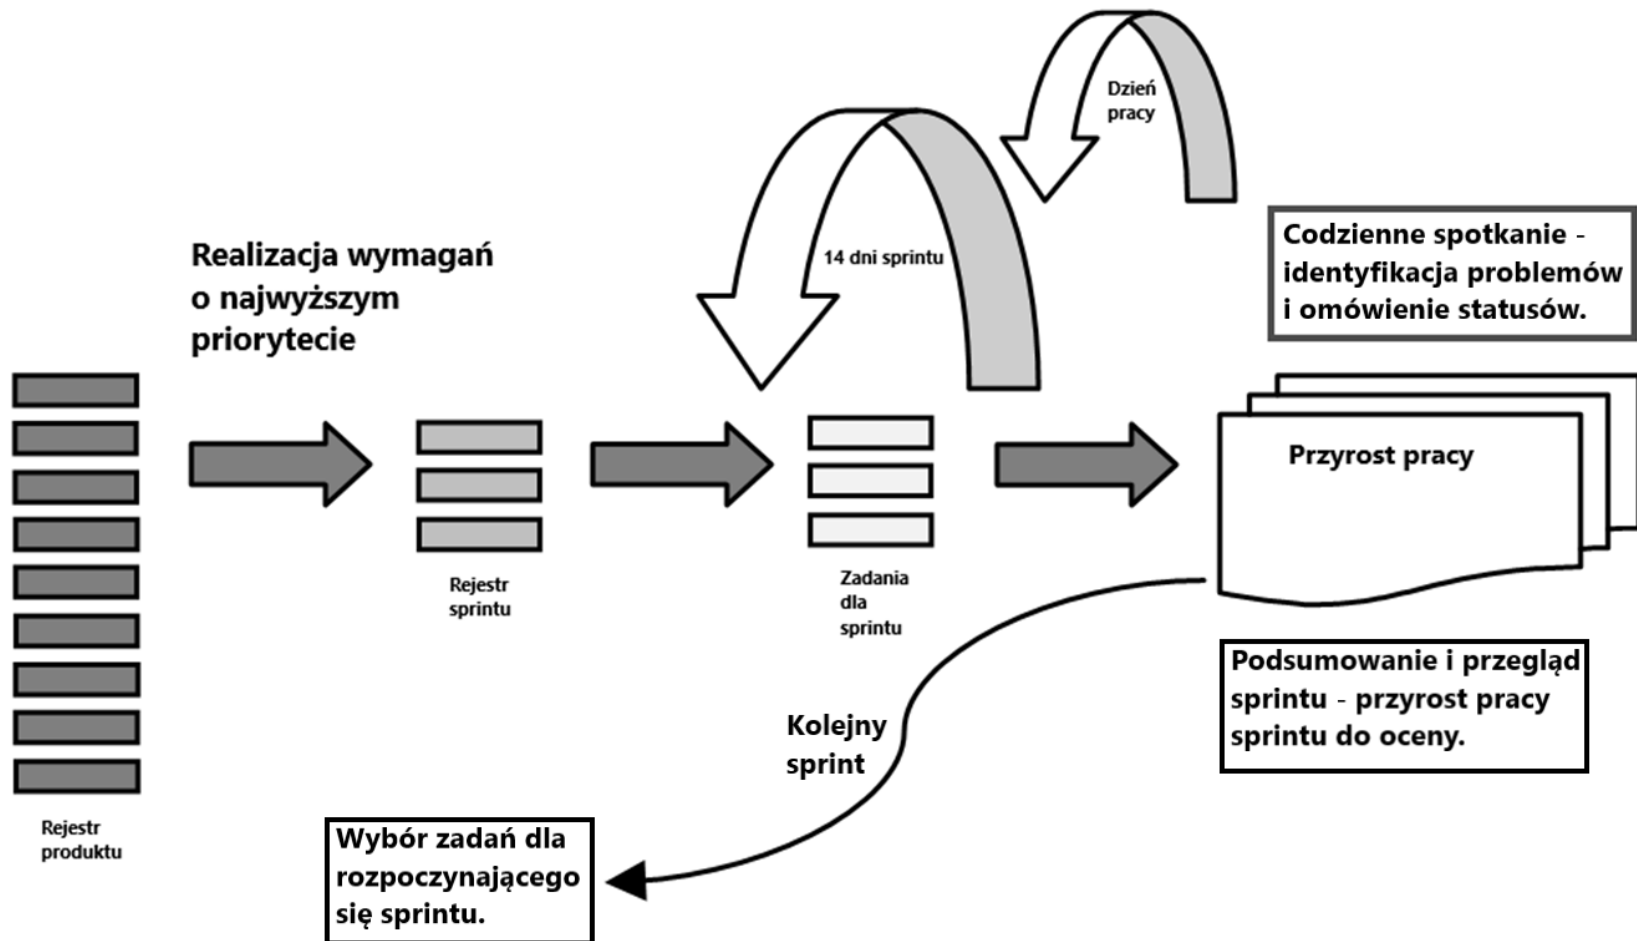 Dzień
pracy
14 dni sprintu
Codzienne spotkanie -
identyfikacja problemów
i omówienie statusów.
Realizacja wymagań
o najwyższym
priorytecie
Przyrost pracy
Rejestr
sprintu
Zadania
dla
sprintu
Podsumowanie i przegląd
sprintu - przyrost pracy
sprintu do oceny.
Kolejny
sprint
Rejestr
produktu
Wybór zadań dla
rozpoczynającego
się sprintu.